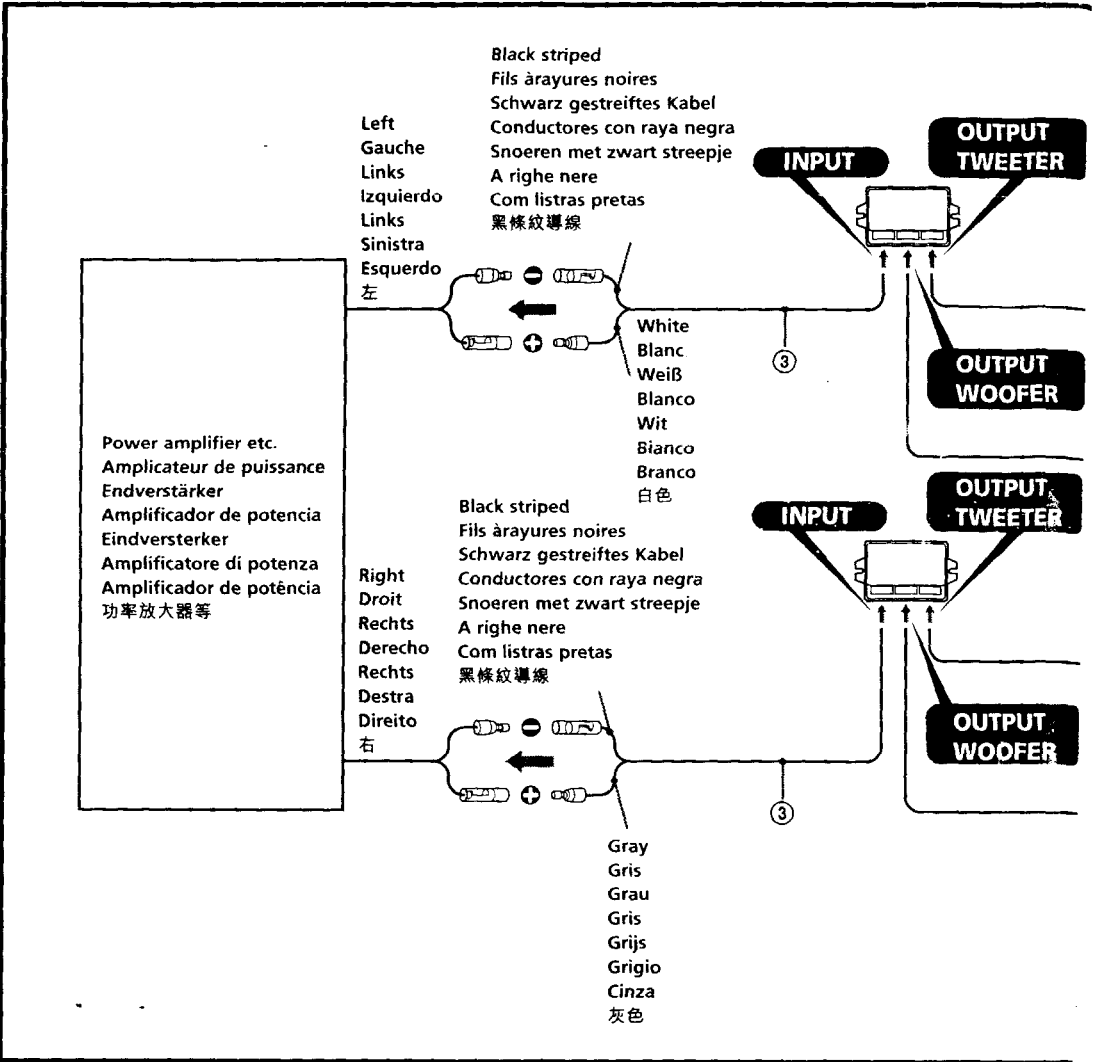 Black striped
Fils àrayures noires
Schwarz gestreiftes Kabel
Conductores con raya negra
Snoeren met zwart streepje
A righe nere
Com listras pretas
黑條紋導線
Left
Gauche
Links
Izquierdo
Links
Sinistra
Esquerdo
左
INPUT
OUTPUT
TWEETER
White
Blanc
Weiß
Blanco
Wit
Bianco
Branco
白色
3
OUTPUT
WOOFER
Power amplifier etc.
Amplicateur de puissance
Endverstärker
Amplificador de potencia
Eindversterker
Amplificatore di potenza
Amplificador de potência
功率放大器等
Black striped
Fils àrayures noires
Schwarz gestreiftes Kabel
Conductores con raya negra
Snoeren met zwart streepje
A righe nere
Com listras pretas
黑條紋導線
Right
Droit
Rechts
Derecho
Rechts
Destra
Direito
右
INPUT
OUTPUT
TWEETER
OUTPUT
WOOFER
3
Gray
Gris
Grau
Gris
Grijs
Grigio
Cinza
灰色